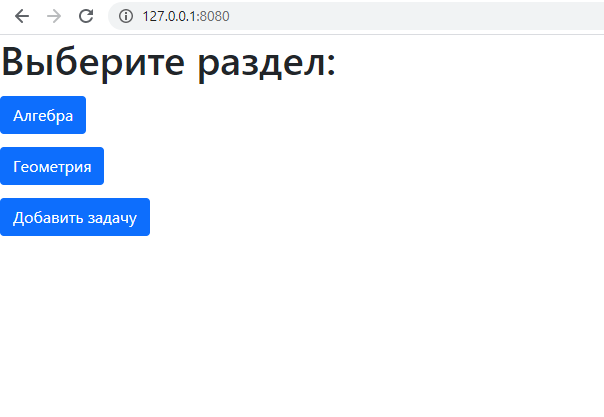 127.0.0.1:8080
Выберите раздел:
Алгебра
Геометрия
Добавить задачу